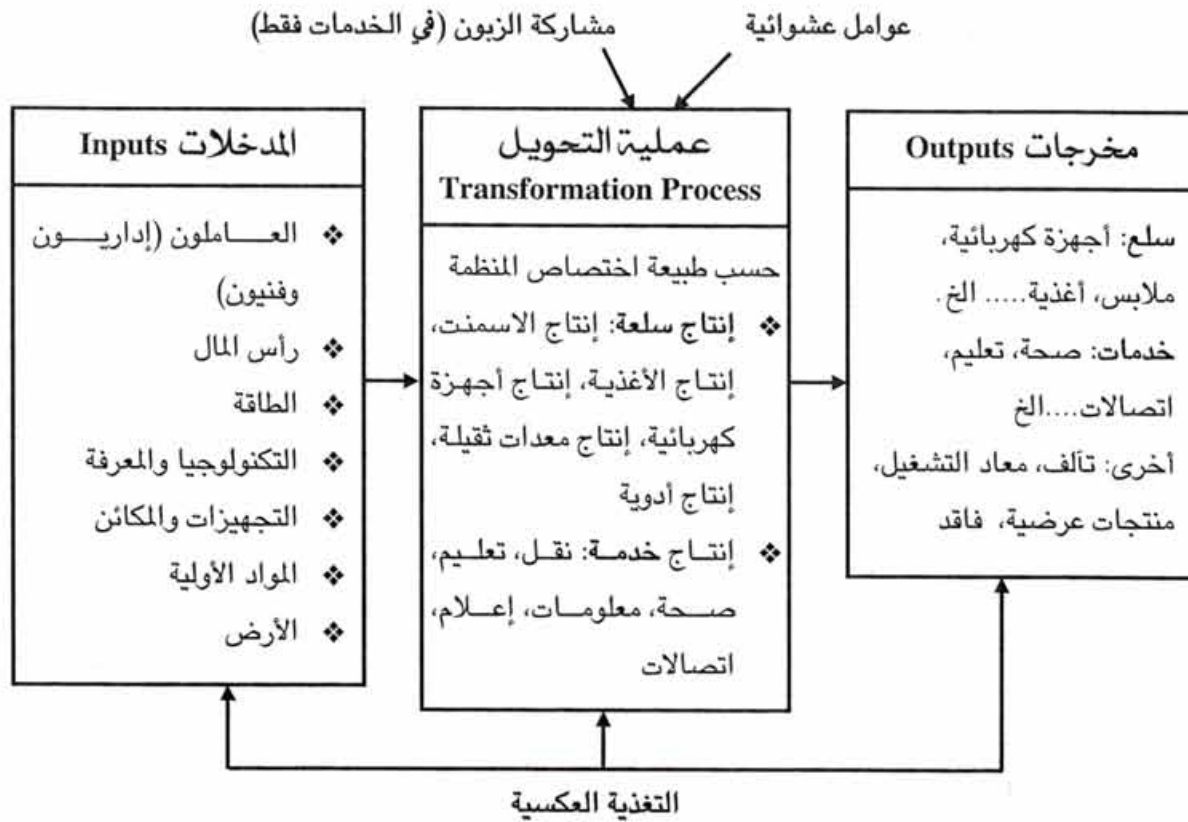 عوامل عشوائية
مشاركة الزبون (في الخدمات فقط)
المدخلات Inputs
❖ العـــاملون (إداريـــون
وفنيون)
❖ رأس المال
❖ الطاقة
❖ التكنولوجيا والمعرفة
❖ التجهيزات والمكائن
❖ المواد الأولية
❖ الأرض
عملية التحويل
Transformation Process
حسب طبيعة اختصاص المنظمة
❖ إنتاج سلعة: إنتاج الاسمنت،
إنتاج الأغذية، إنتاج أجهزة
كهربائية، إنتاج معدات ثقيلة،
إنتاج أدوية
❖ إنتاج خدمة: نقل، تعليم،
صحة، معلومات، إعلام،
اتصالات
مخرجات Outputs
سلع: أجهزة كهربائية،
ملابس، أغذية..... الخ.
خدمات: صحة، تعليم،
اتصالات....الخ
أخرى: تآلف، معاد التشغيل،
منتجات عرضية، فاقد
التغذية العكسية